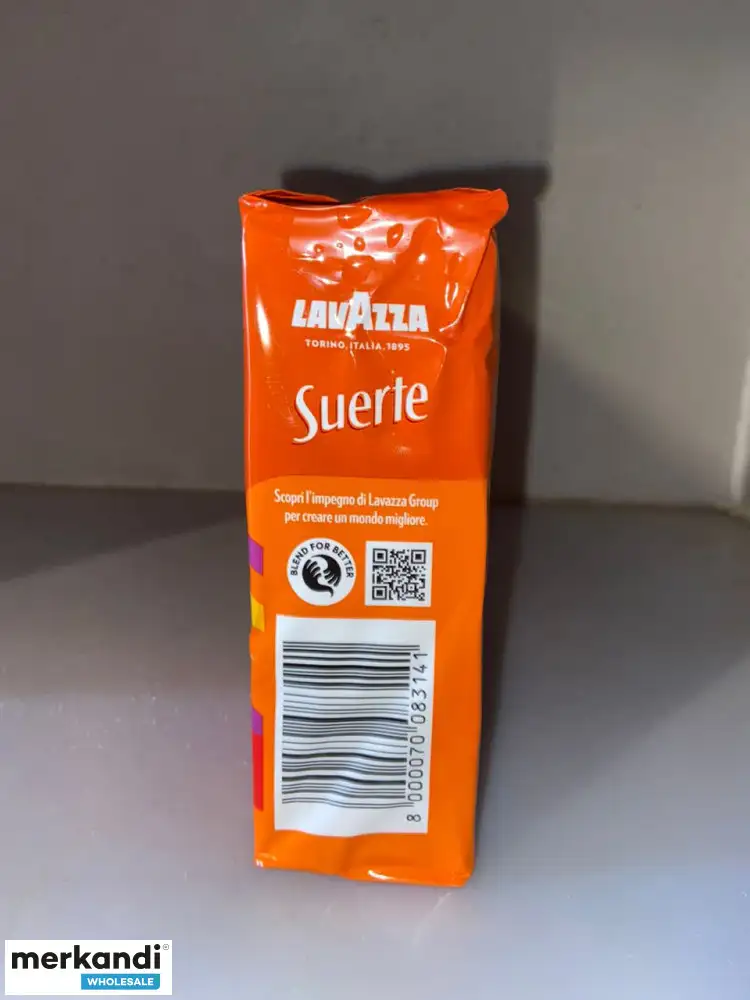 LAVAZZA
TORINO, ITALIA, 1895
Suerte
Scopri l'impegno di Lavazza Group
per creare un mondo migliore.
BLEND FOR BETTER
8 000070 083141
merkandi®
WHOLESALE